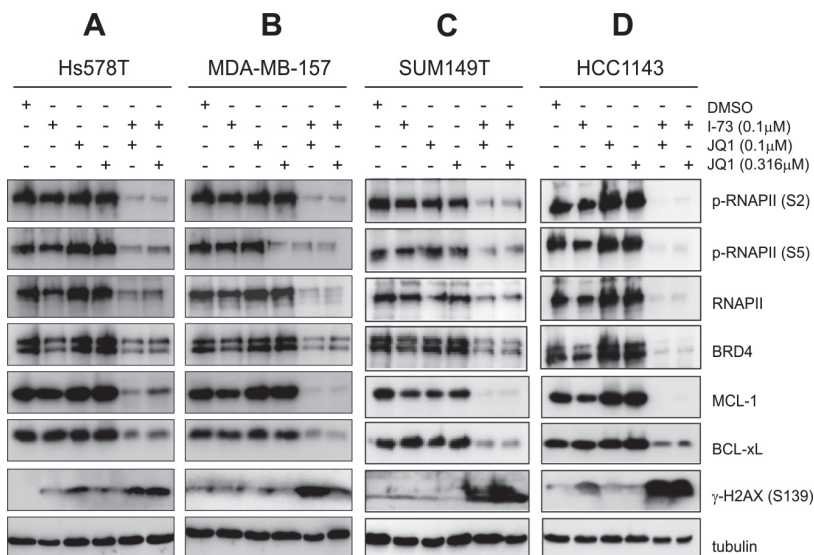 A B C D
Hs578T MDA-MB-157 SUM149T HCC1143
+ - - - - - + - - - - - + - - - - - + - - - - - DMSO
- + - - + + - + - - + + - + - - + + - + - - + + I-73 (0.1μM)
- - + - + - - - + - + - - - + - + - - - + - + - JQ1 (0.1μM)
- - - + - + - - - + - + - - - + - + - - - + - + JQ1 (0.316μM)
p-RNAPII (S2)
p-RNAPII (S5)
RNAPII
BRD4
MCL-1
BCL-xL
γ-H2AX (S139)
tubulin